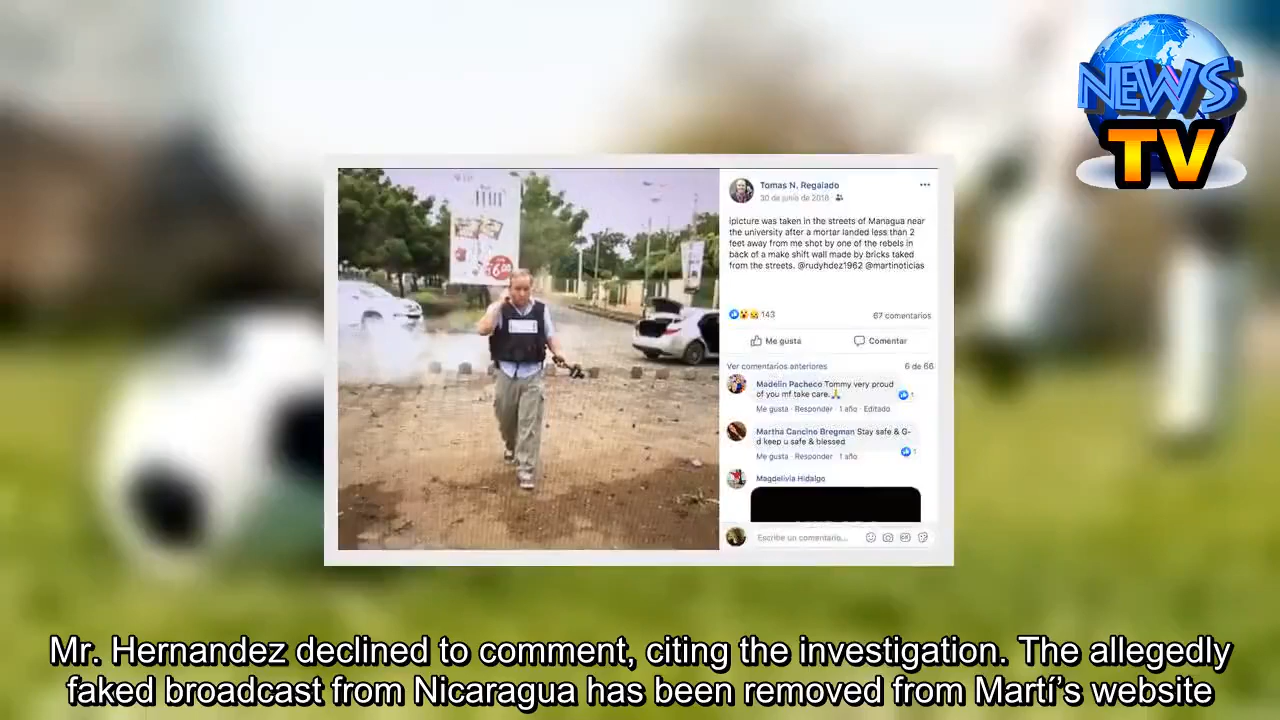 NEWS
TV
$6.00
Tomas N. Regalado
30 de junio de 2018
ipicture was taken in the streets of Managua near
the university after a mortar landed less than 2
feet away from me shot by one of the rebels in
back of a make shift wall made by bricks taked
from the streets. @rudyhdez1962 @martinoticias
143
67 comentarios
Me gusta
Comentar
Ver comentarios anteriores
6 de 66
Madelin Pacheco Tommy very proud
of you mf take care.
1
Me gusta · Responder · 1 año · Editado
Martha Cancino Bregman Stay safe & G-
d keep u safe & blessed
1
Me gusta · Responder · 1 año
Magdelivia Hidalgo
Escribe un comentario...
Mr. Hernandez declined to comment, citing the investigation. The allegedly
faked broadcast from Nicaragua has been removed from Martí’s website